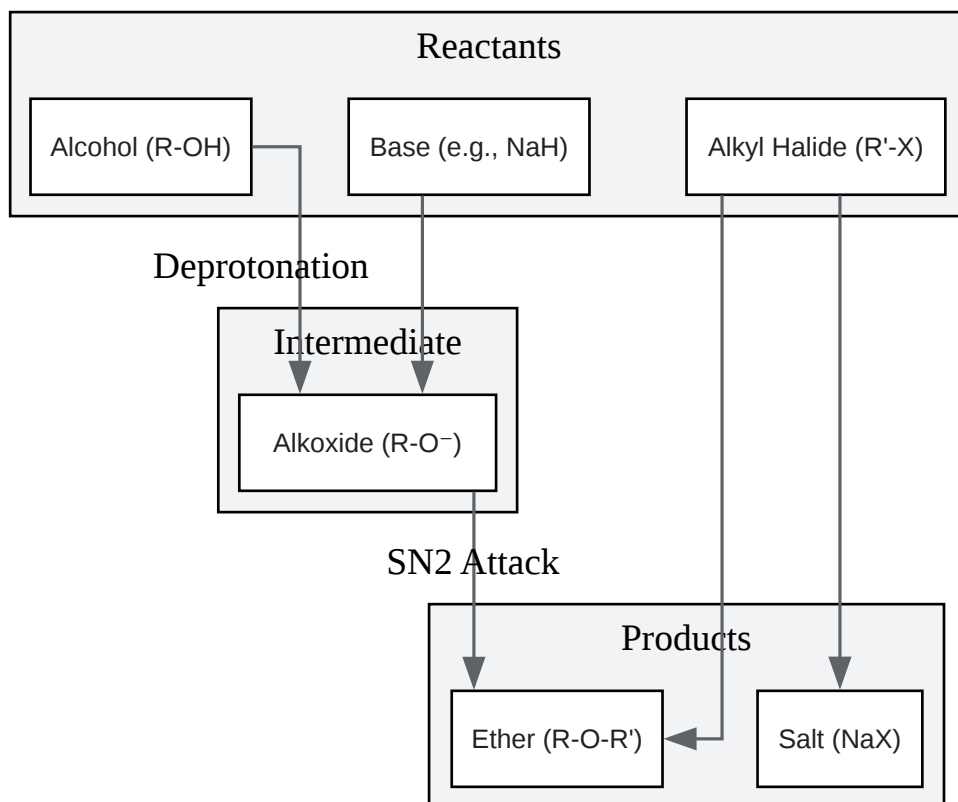 Reactants
Alcohol (R-OH)
Base (e.g., NaH)
Alkyl Halide (R'-X)
Deprotonation
Intermediate
Alkoxide (R-O⁻)
SN2 Attack
Products
Ether (R-O-R')
Salt (NaX)